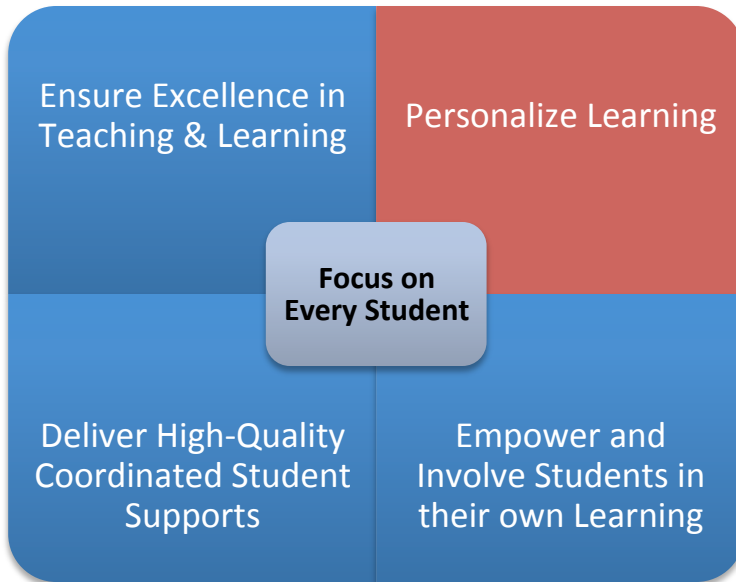 Ensure Excellence in
Teaching & Learning
Personalize Learning
Focus on
Every Student
Deliver High-Quality
Coordinated Student
Supports
Empower and
Involve Students in
their own Learning